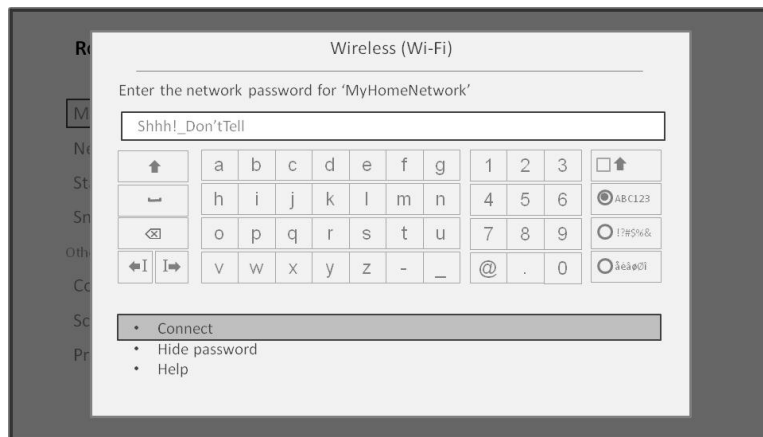 Wireless (Wi-Fi)
Enter the network password for ‘MyHomeNetwork’
Shhh!_Don’tTell
a b c d e f g 1 2 3
h i j k l m n 4 5 6 ABC123
o p q r s t u 7 8 9 !?#$%&
v w x y z - _ @ . 0
• Connect
• Hide password
• Help